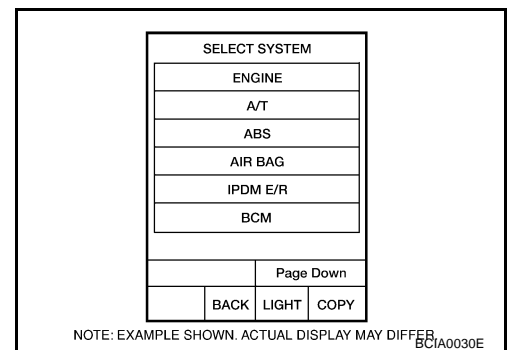 SELECT SYSTEM
ENGINE
A/T
ABS
AIR BAG
IPDM E/R
BCM
Page Down
BACK LIGHT COPY
NOTE: EXAMPLE SHOWN. ACTUAL DISPLAY MAY DIFFER.
BCIA0030E